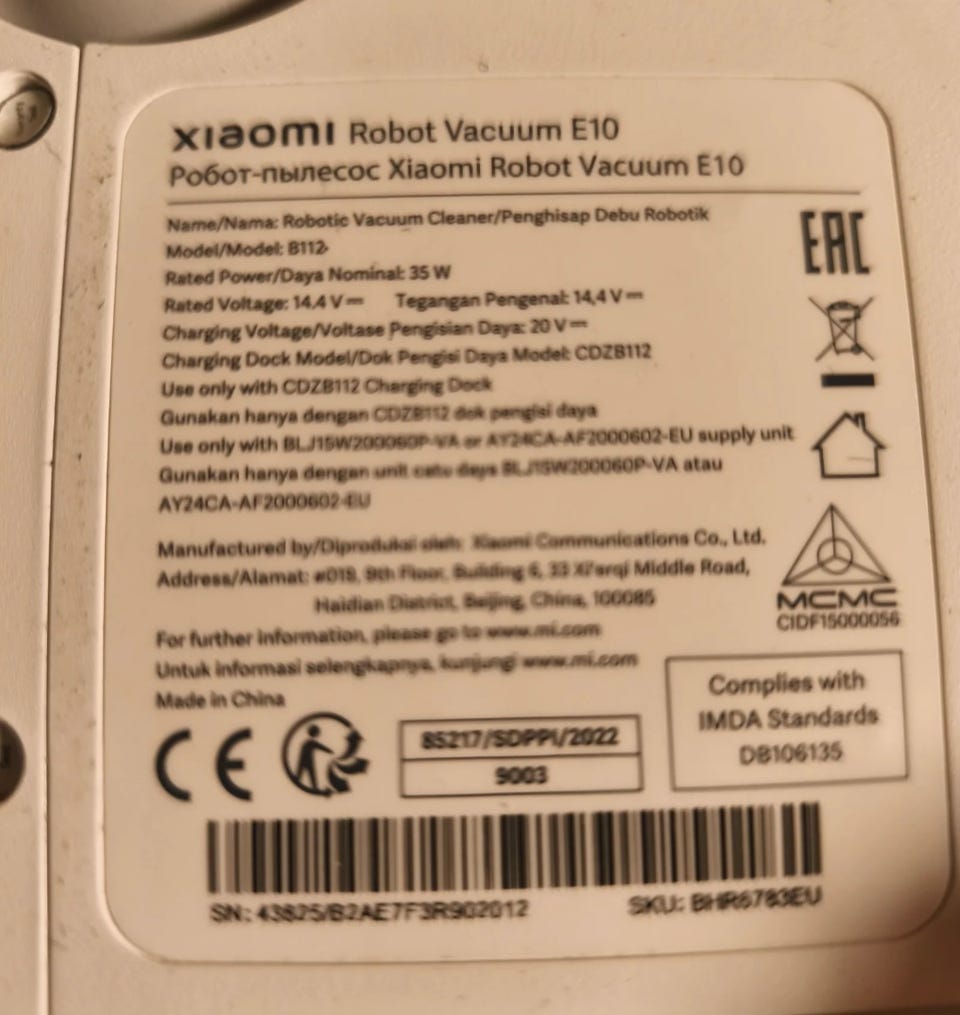 xiaomi Robot Vacuum E10
Робот-пылесос Xiaomi Robot Vacuum E10
Name/Nama: Robotic Vacuum Cleaner/Penghisap Debu Robotik
Model/Model: B112
Rated Power/Daya Nominal: 35 W
Rated Voltage: 14,4 V⎓ Tegangan Pengenal: 14,4 V⎓
Charging Voltage/Voltase Pengisian Daya: 20 V⎓
Charging Dock Model/Dok Pengisi Daya Model: CDZB112
Use only with CDZB112 Charging Dock
Gunakan hanya dengan CDZB112 dok pengisi daya
Use only with BLJ15W200060P-VA or AY24CA-AF2000602-EU supply unit
Gunakan hanya dengan unit catu daya BLJ15W200060P-VA atau
AY24CA-AF2000602-EU
Manufactured by/Diproduksi oleh: Xiaomi Communications Co., Ltd.
Address/Alamat: #019, 9th Floor, Building 6, 33 Xi'erqi Middle Road,
Haidian District, Beijing, China, 100085
For further information, please go to www.mi.com
Untuk informasi selengkapnya, kunjungi www.mi.com
Made in China
EAC
MCMC
CIDF15000056
Complies with
IMDA Standards
DB106135
CE
85217/SDPPI/2022
9003
SN: 43825/B2AE7F3R902012
SKU: BHR6783EU